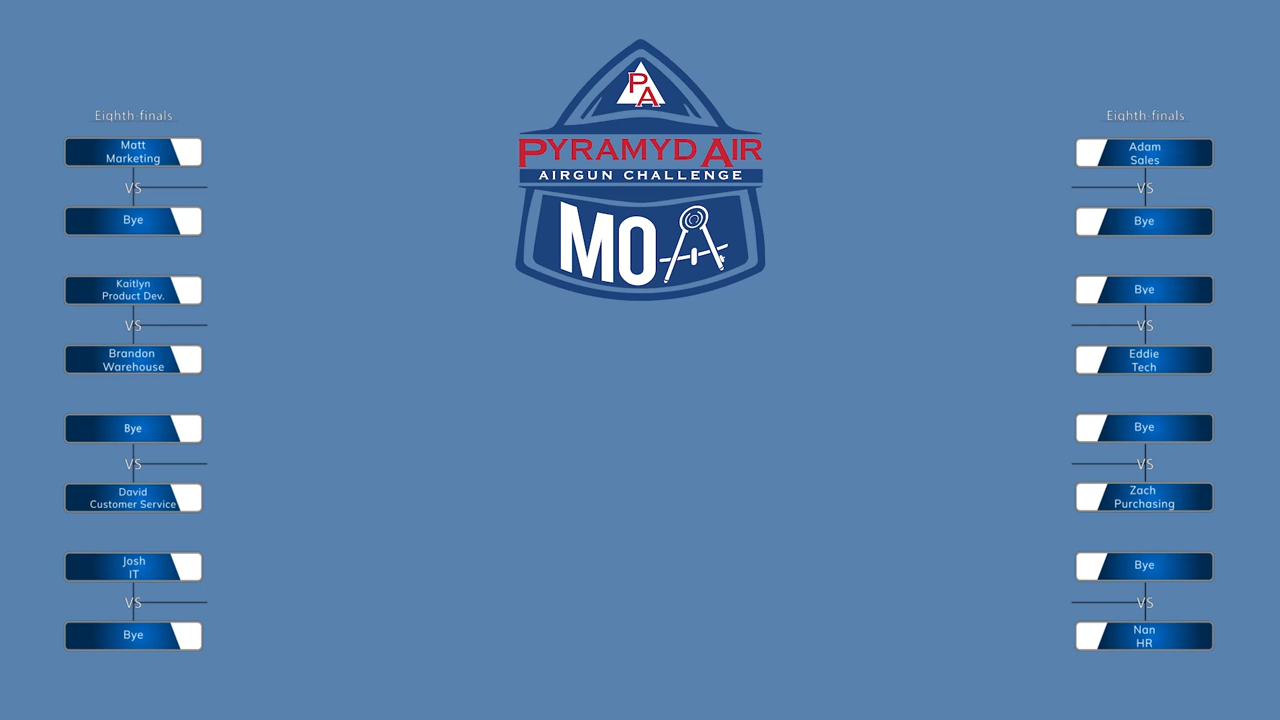 PA
PYRAMYD AIR
AIRGUN CHALLENGE
MOA
Eighth-finals
Matt
Marketing
VS
Bye
Kaitlyn
Product Dev.
VS
Brandon
Warehouse
Bye
VS
David
Customer Service
Josh
IT
VS
Bye
Eighth-finals
Adam
Sales
VS
Bye
Bye
VS
Eddie
Tech
Bye
VS
Zach
Purchasing
Bye
VS
Nan
HR